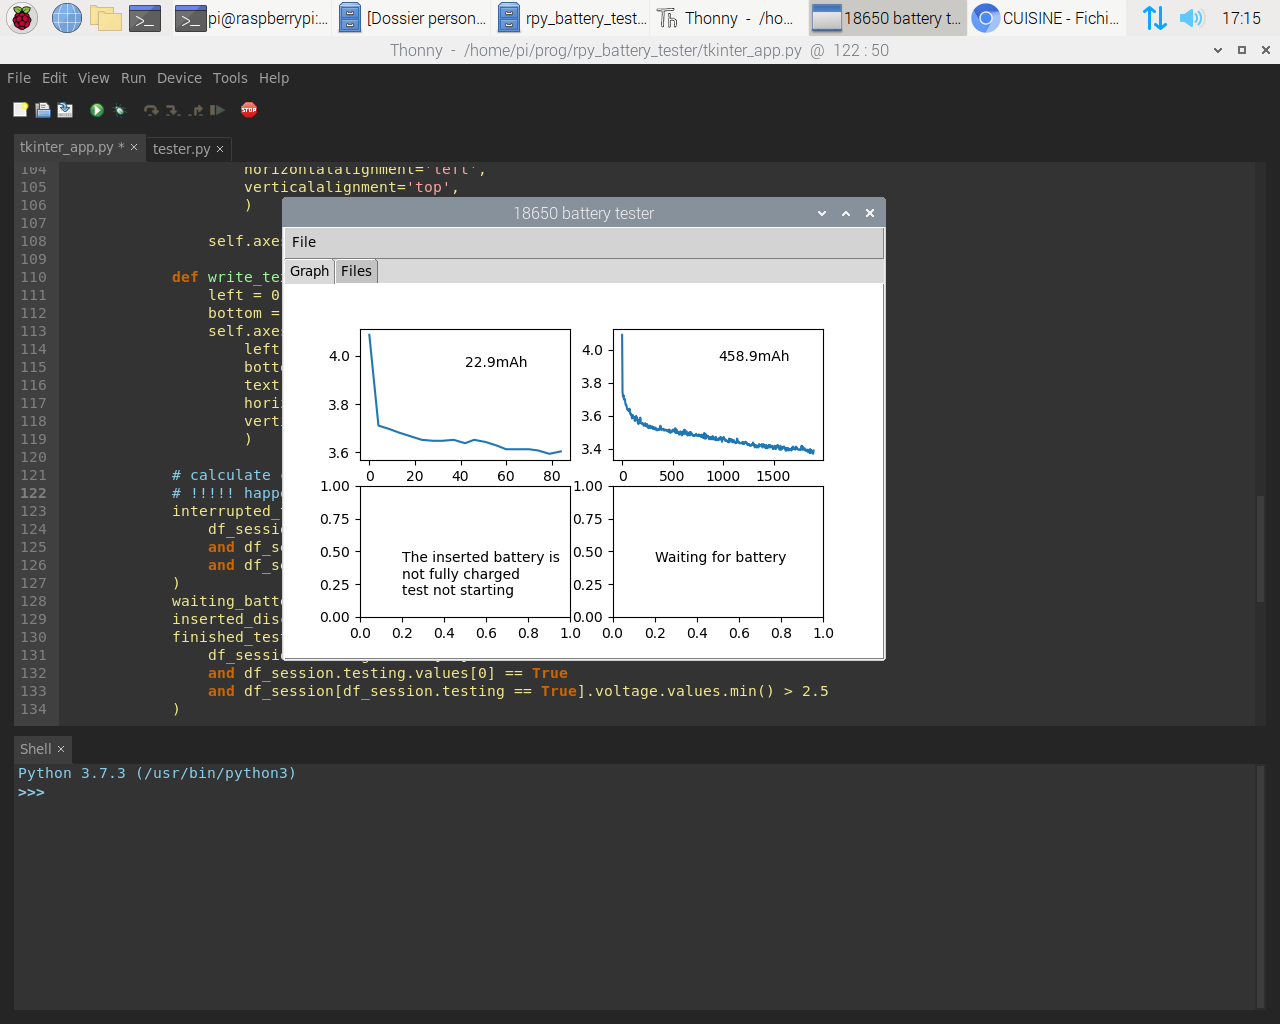 pi@raspberrypi:... [Dossier person... rpy_battery_test... Thonny - /ho... 18650 battery t... CUISINE - Fichi... 17:15
Thonny - /home/pi/prog/rpy_battery_tester/tkinter_app.py @ 122 : 50
File Edit View Run Device Tools Help
STOP
tkinter_app.py * × tester.py ×
104 horizontalalignment='left',
105 verticalalignment='top',
106 )
107
108 self.axes
109
110 def write_te
111 left = 0
112 bottom =
113 self.axes
114 left
115 botto
116 text
117 hori
118 verti
119 )
120
121 # calculate
122 # !!!!! happe
123 interrupted_
124 df_sessi
125 and df_s
126 and df_s
127 )
128 waiting_batt
129 inserted_dis
130 finished_tes
131 df_sessi
132 and df_session.testing.values[0] == True
133 and df_session[df_session.testing == True].voltage.values.min() > 2.5
134 )
18650 battery tester
File
Graph Files
4.0
3.8
3.6
22.9mAh
0 20 40 60 80
4.0
3.8
3.6
3.4
458.9mAh
0 500 1000 1500
1.00
0.75
0.50
0.25
0.00
The inserted battery is
not fully charged
test not starting
0.0 0.2 0.4 0.6 0.8 1.0
1.00
0.75
0.50
0.25
0.00
Waiting for battery
0.0 0.2 0.4 0.6 0.8 1.0
Shell ×
Python 3.7.3 (/usr/bin/python3)
>>>